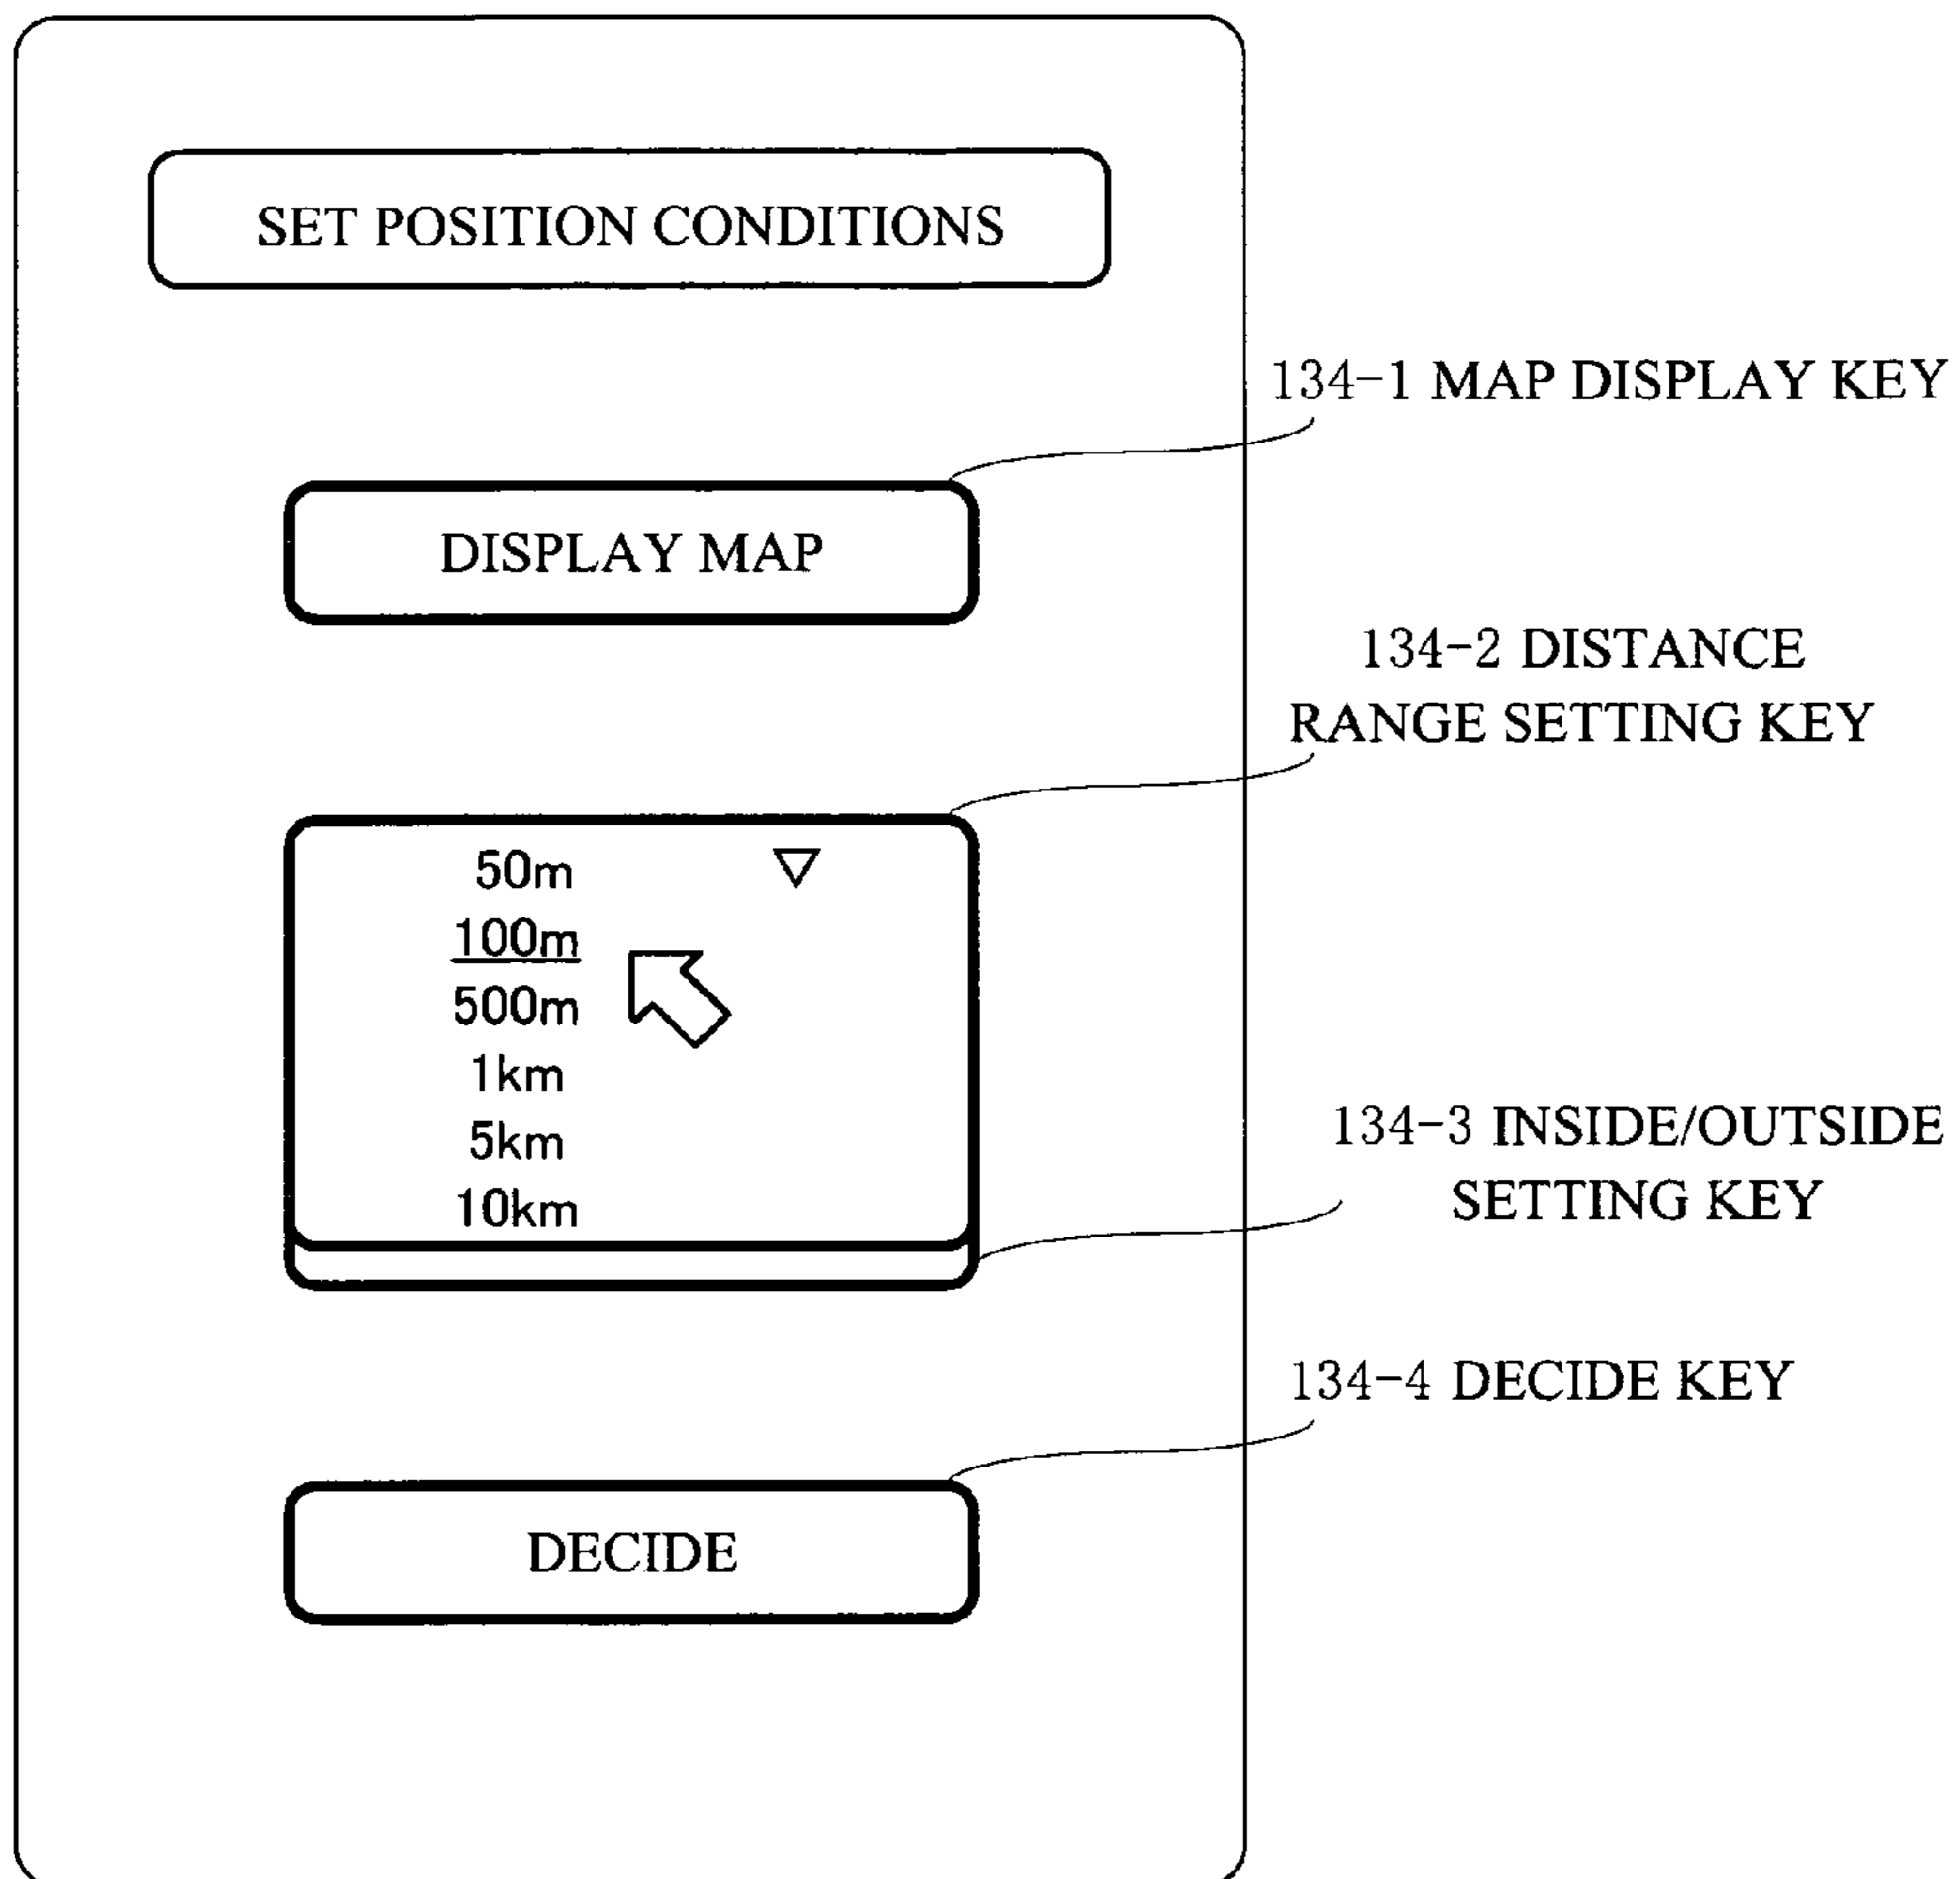 SET POSITION CONDITIONS
134-1 MAP DISPLAY KEY
DISPLAY MAP
134-2 DISTANCE
RANGE SETTING KEY
50m
100m
500m
1km
5km
10km
134-3 INSIDE/OUTSIDE
SETTING KEY
134-4 DECIDE KEY
DECIDE